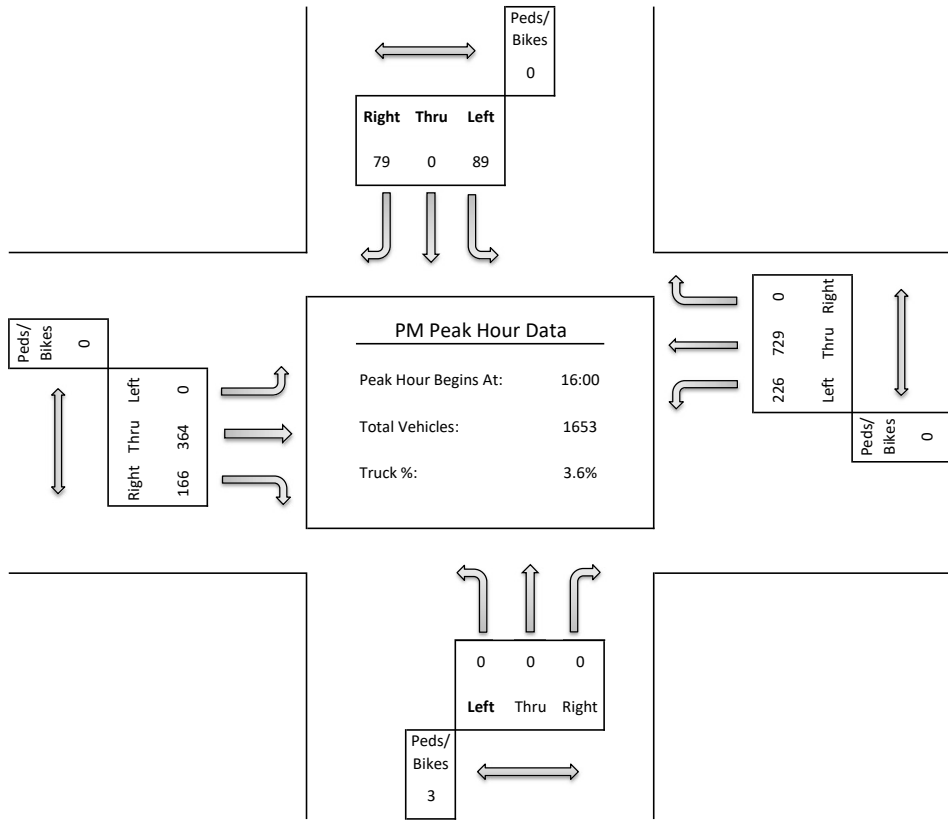 Peds/
Bikes
0
Right Thru Left
79 0 89
PM Peak Hour Data
Peak Hour Begins At: 16:00
Total Vehicles: 1653
Truck %: 3.6%
Peds/
Bikes
0
Left Thru Right
0 364 166
Right Thru Left
0 729 226
Peds/
Bikes
0
0 0 0
Left Thru Right
Peds/
Bikes
3